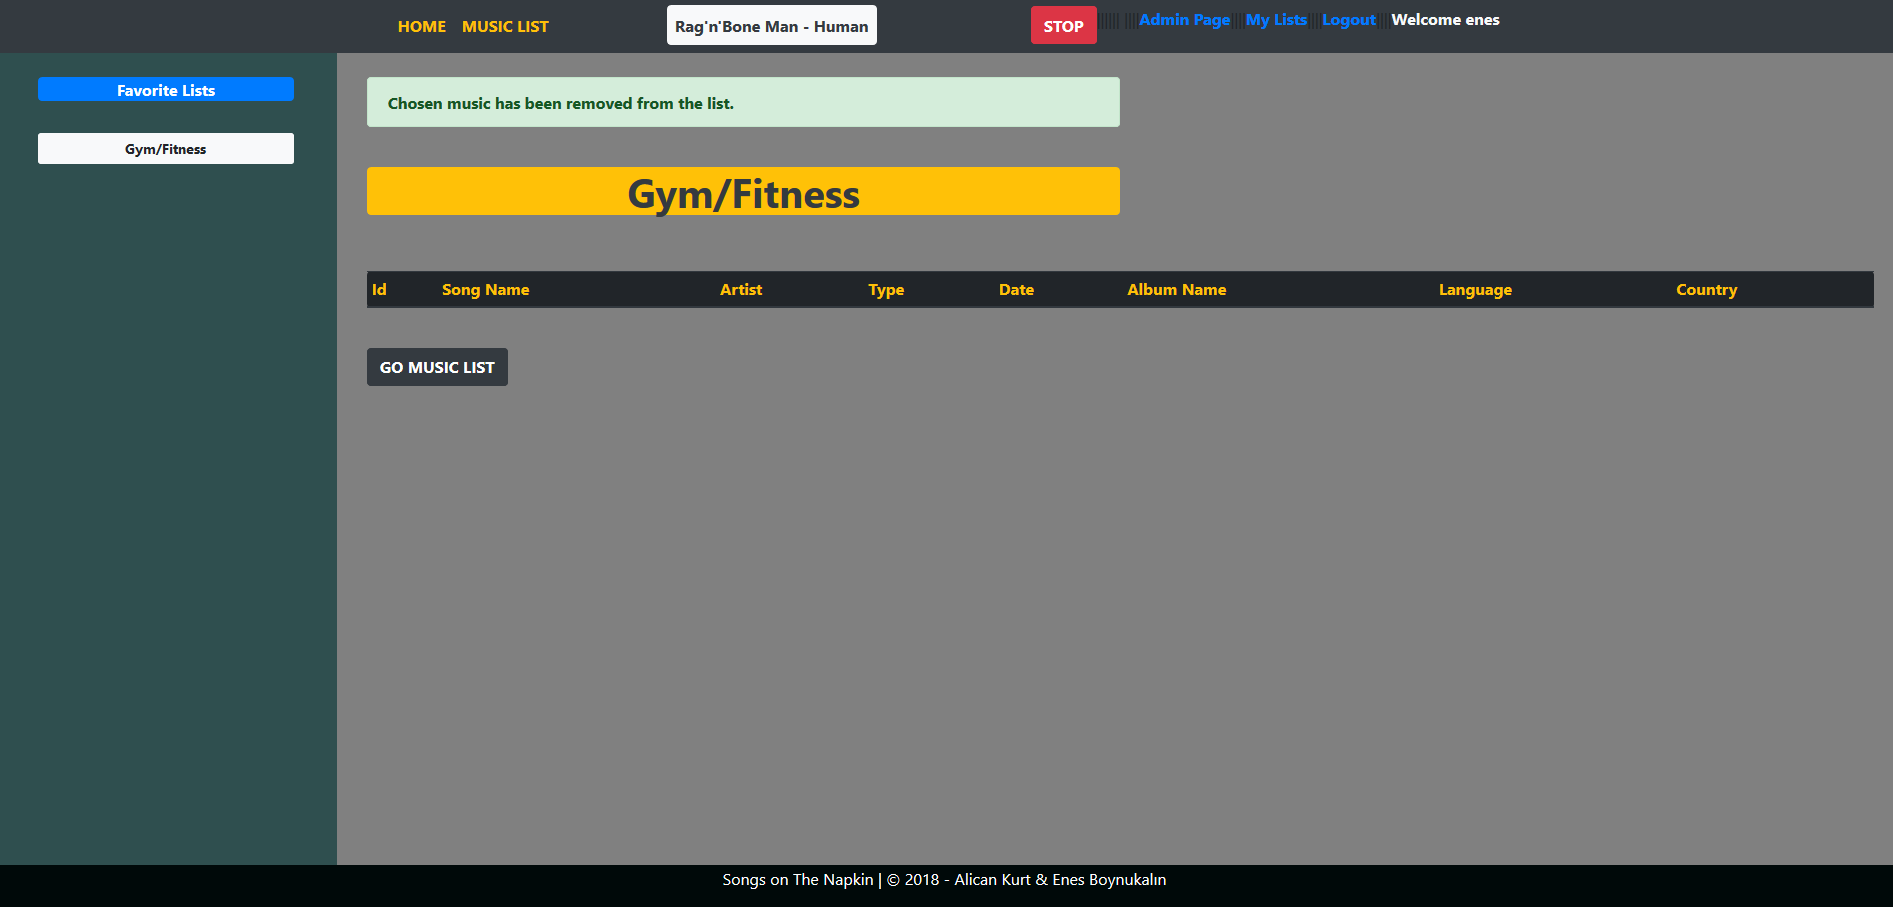 HOME MUSIC LIST Rag'n'Bone Man - Human STOP |||||| ||||Admin Page||||My Lists||||Logout||||Welcome enes
Favorite Lists
Gym/Fitness
Chosen music has been removed from the list.
Gym/Fitness
Id Song Name Artist Type Date Album Name Language Country
GO MUSIC LIST
Songs on The Napkin | © 2018 - Alican Kurt & Enes Boynukalın